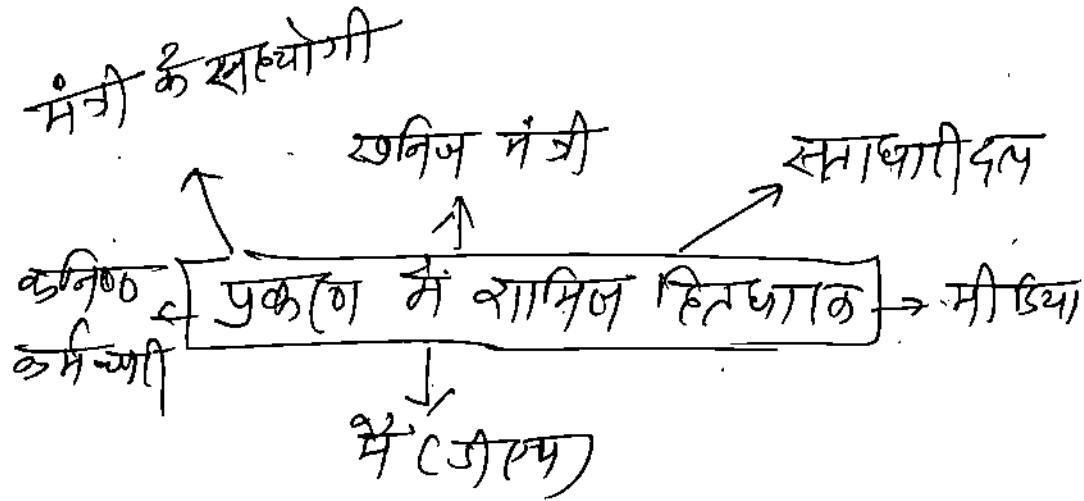 मंत्री के सहयोगी
खनिज मंत्री
सत्ताधारी दल
कनिष्ठ
कर्मचारी
प्रकरण में शामिल हितधारक
मीडिया
मैं (डीएम)